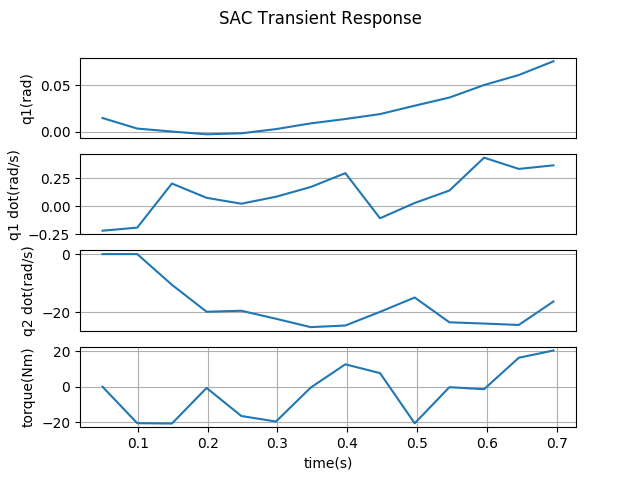 SAC Transient Response
q1(rad)
0.05
0.00
q1 dot(rad/s)
0.25
0.00
−0.25
q2 dot(rad/s)
0
−20
torque(Nm)
20
0
−20
0.1 0.2 0.3 0.4 0.5 0.6 0.7
time(s)